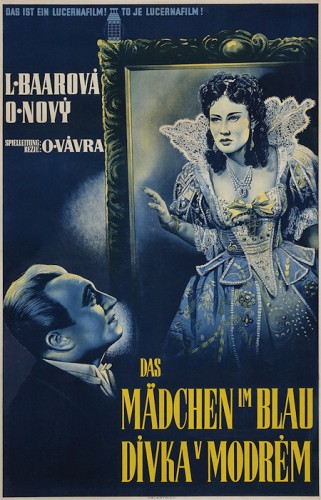 DAS IST EIN LUCERNAFILM! TO JE LUCERNAFILM!
L·BAAROVÁ
O·NOVÝ
SPIELLEITUNG:
REŽIE:
O·VÁVRA
DAS
MÄDCHEN IM BLAU
DÍVKA V MODRÉM